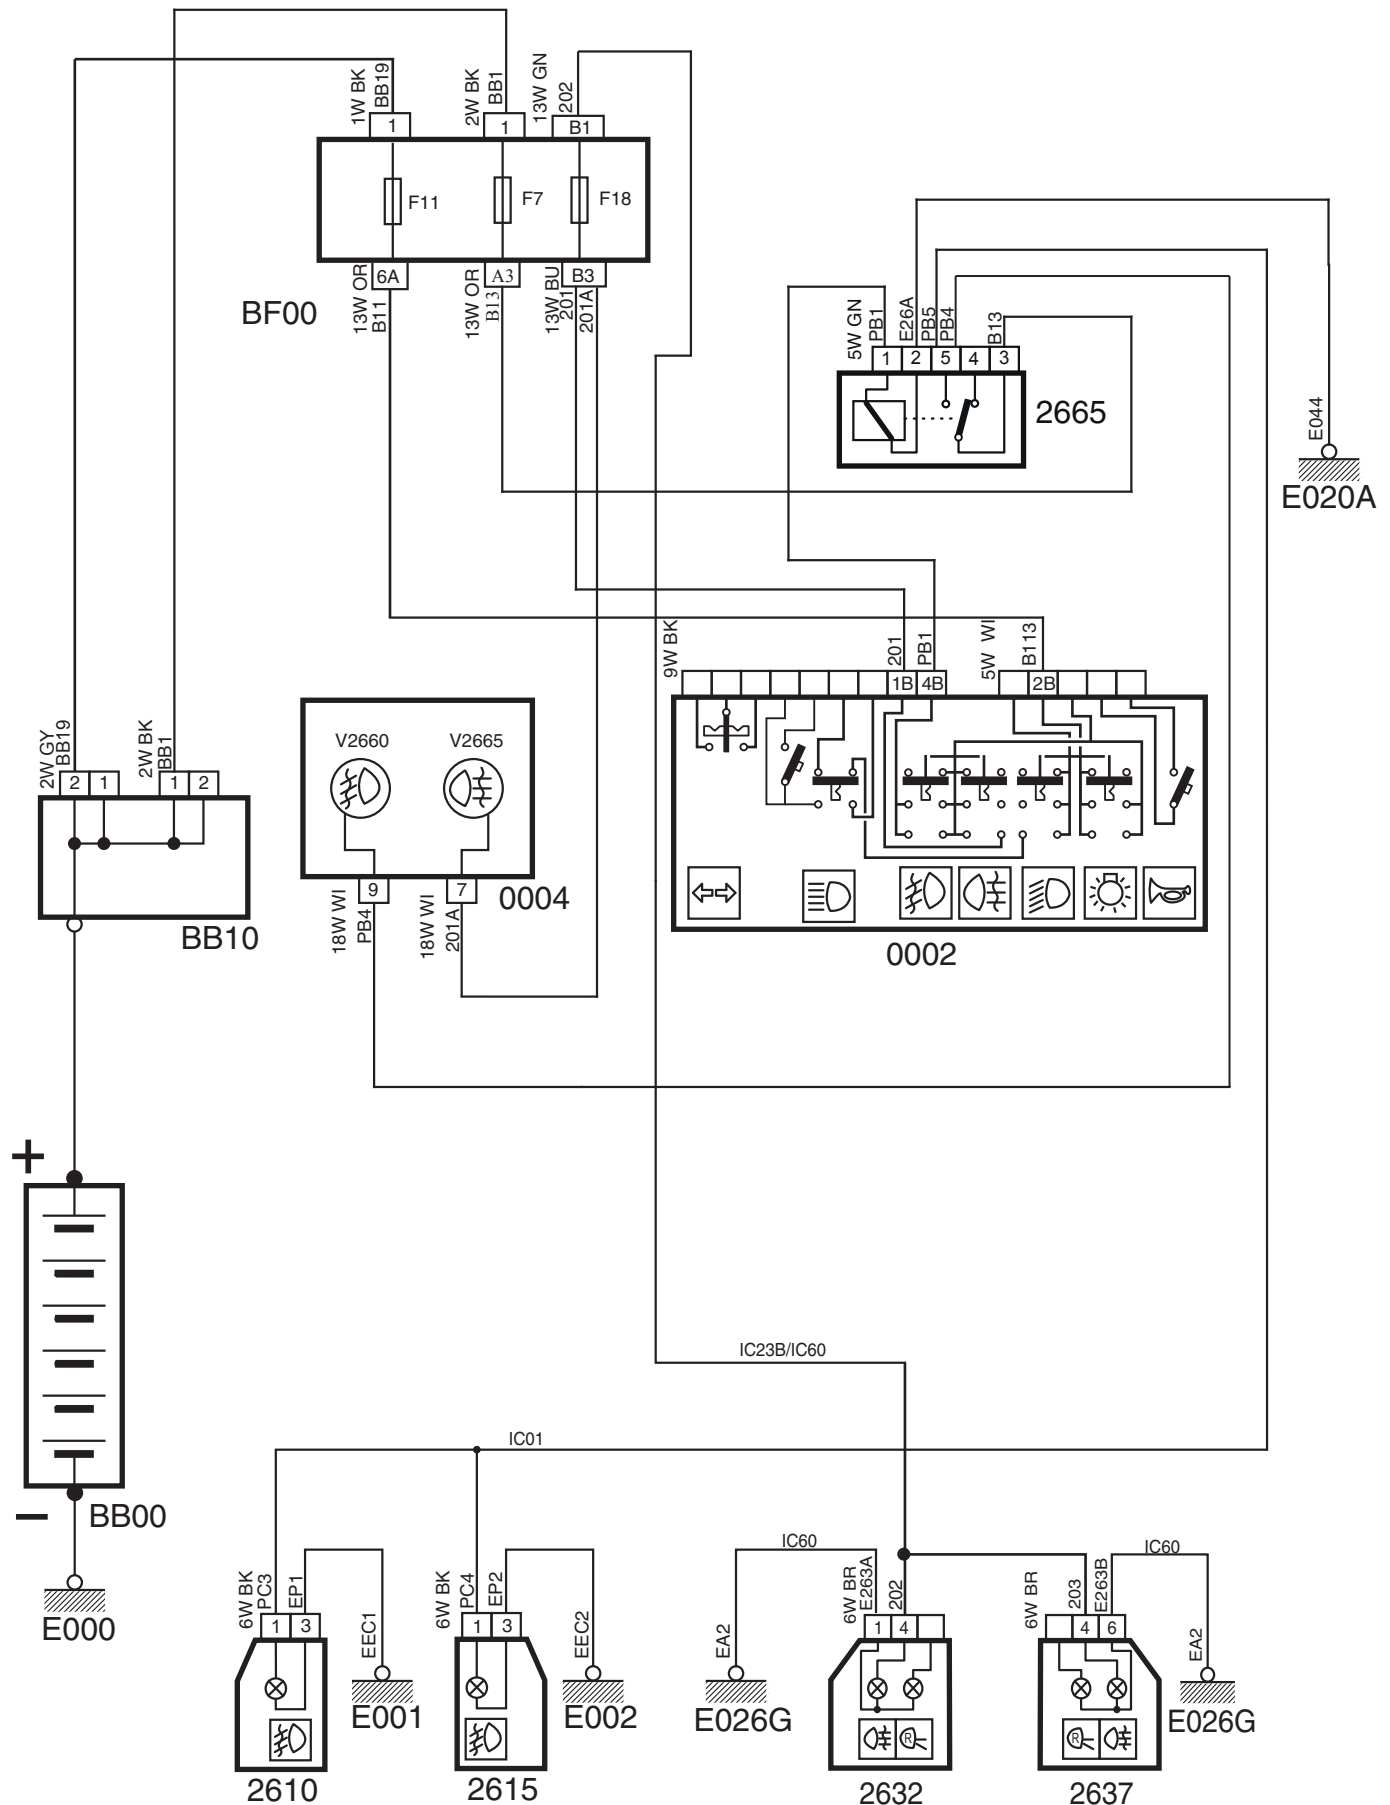 1W BK
BB19
2W BK
BB1
13W GN
202
1
1
B1
F11
F7
F18
6A
A3
B3
13W OR
B11
13W OR
B13
13W BU
201
201A
BF00
5W GN
PB1
E26A
PB5
PB4
B13
1
2
5
4
3
2665
E044
E020A
9W BK
201
PB1
5W WI
B113
1B
4B
2B
0002
2W GY
BB19
2W BK
BB1
2
1
1
2
BB10
V2660
V2665
9
7
0004
18W WI
PB4
18W WI
201A
+
−
BB00
E000
IC23B/IC60
IC01
IC60
IC60
6W BK
PC3
EP1
1
3
EEC1
E001
2610
6W BK
PC4
EP2
1
3
EEC2
E002
2615
EA2
E026G
6W BR
E263A
202
1
4
R
2632
6W BR
203
E263B
4
6
R
2637
EA2
E026G